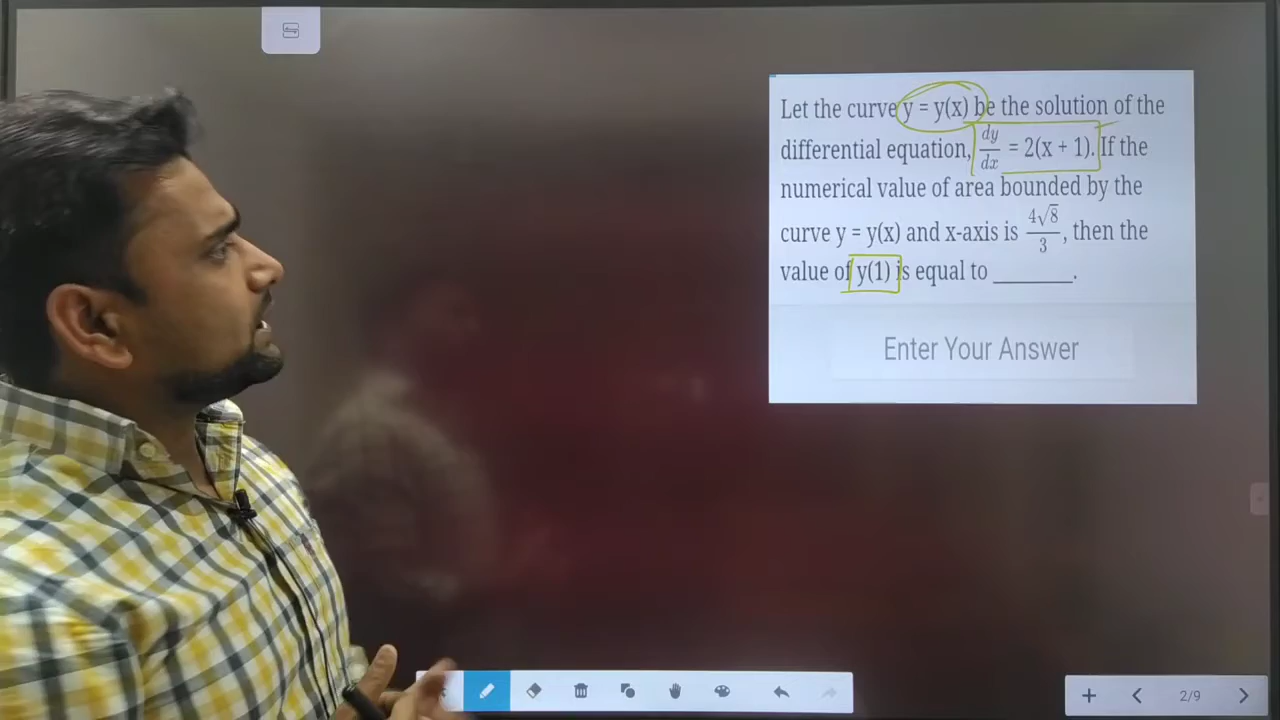 Let the curve y = y(x) be the solution of the
differential equation, dy/dx = 2(x + 1). If the
numerical value of area bounded by the
curve y = y(x) and x-axis is 4√8/3, then the
value of y(1) is equal to ________.
Enter Your Answer
2/9